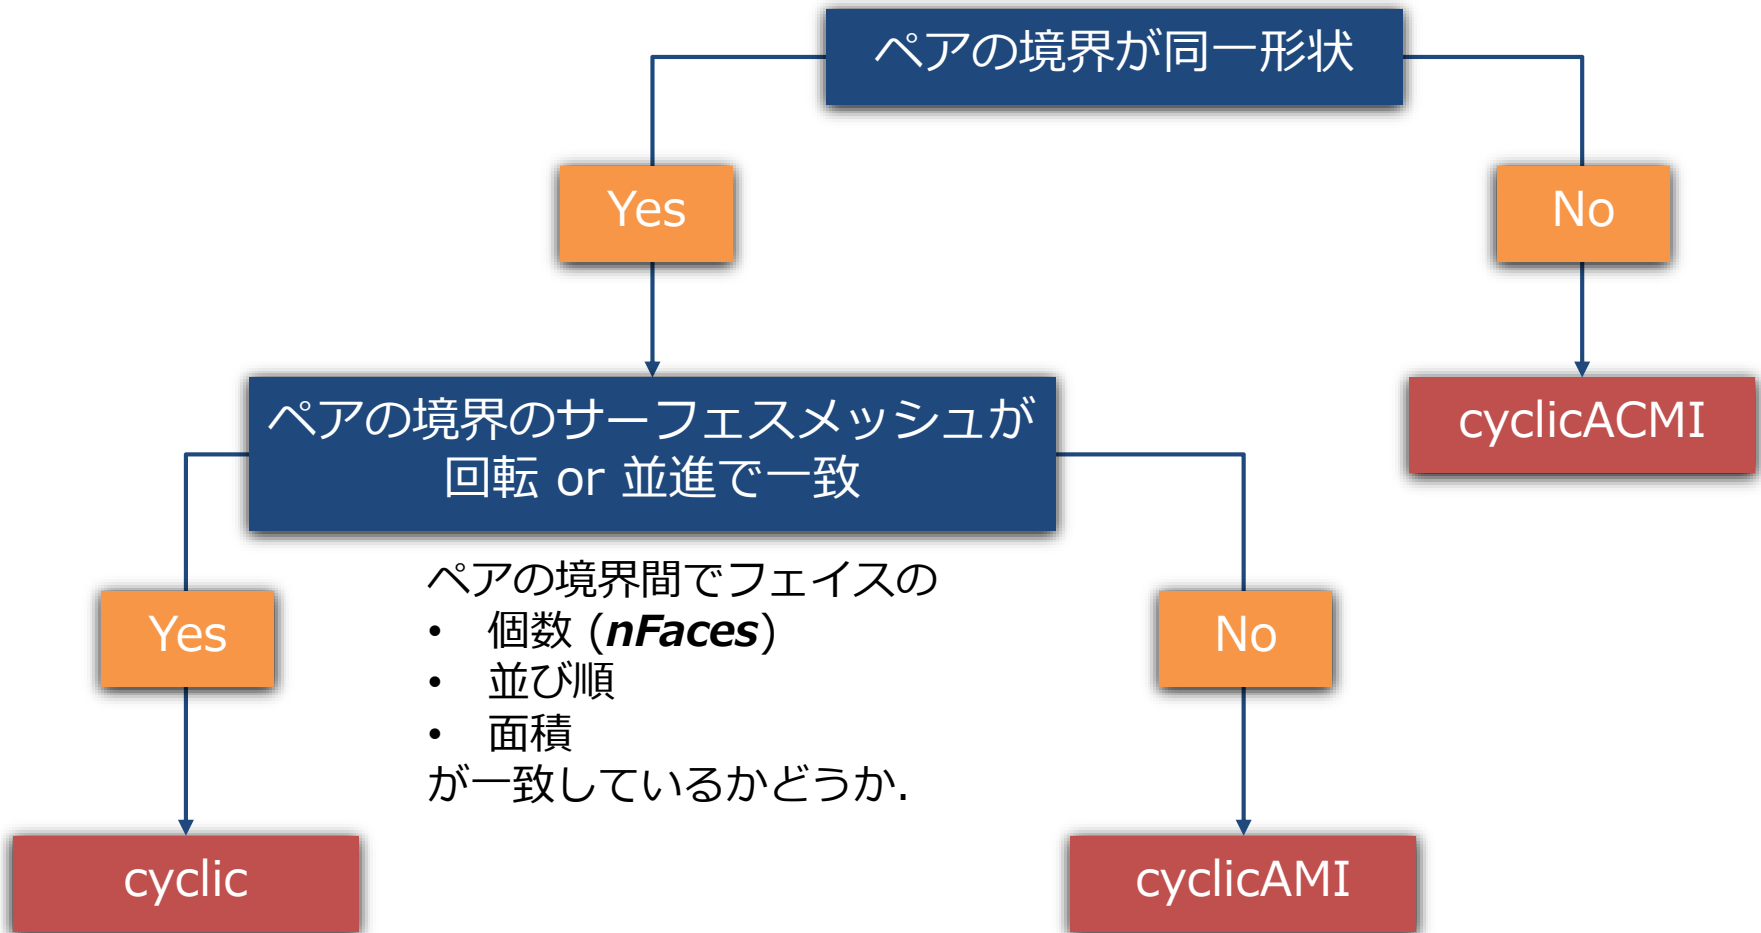 ペアの境界が同一形状
Yes
No
ペアの境界のサーフェスメッシュが
回転 or 並進で一致
cyclicACMI
ペアの境界間でフェイスの
• 個数 (nFaces)
• 並び順
• 面積
が一致しているかどうか.
Yes
No
cyclic
cyclicAMI